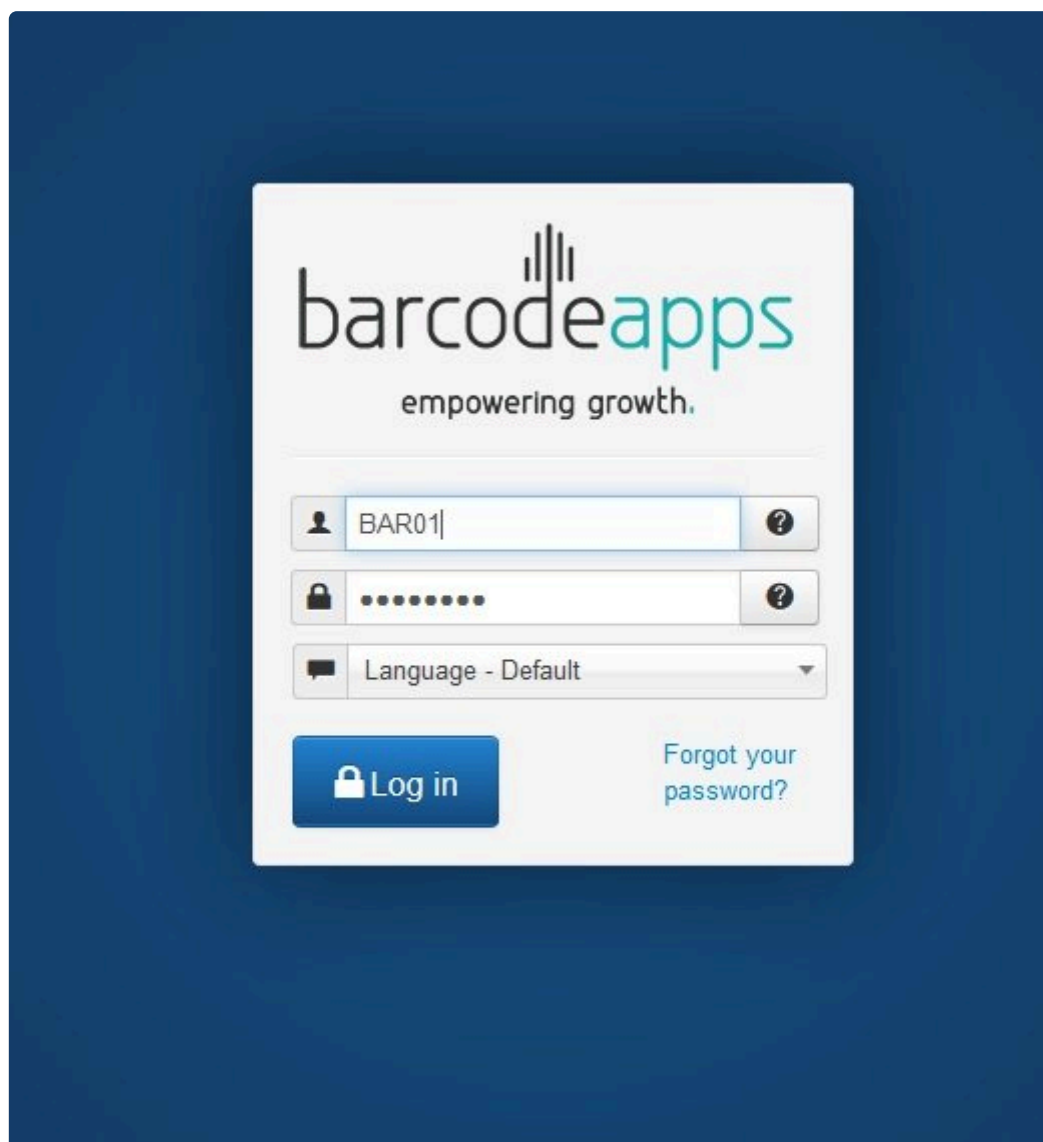 barcodeapps
empowering growth.
BAR01
••••••••
Language - Default
Log in
Forgot your
password?